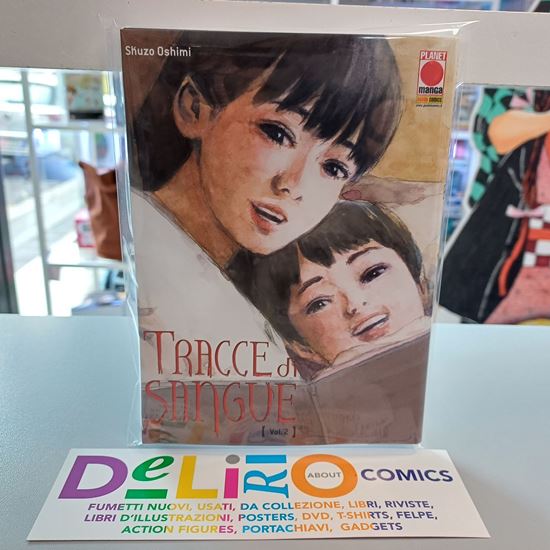 Shuzo Oshimi
PLANET
manga
TRACCE di
SANGUE
[ Vol. 2 ]
DeLiRiO
ABOUT
COMICS
FUMETTI NUOVI, USATI, DA COLLEZIONE, LIBRI, RIVISTE,
LIBRI D'ILLUSTRAZIONI, POSTERS, DVD, T-SHIRTS, FELPE,
ACTION FIGURES, PORTACHIAVI, GADGETS